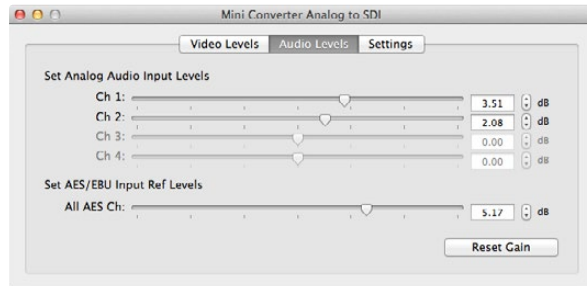 Mini Converter Analog to SDI
Video Levels Audio Levels Settings
Set Analog Audio Input Levels
Ch 1: 3.51 dB
Ch 2: 2.08 dB
Ch 3: 0.00 dB
Ch 4: 0.00 dB
Set AES/EBU Input Ref Levels
All AES Ch: 5.17 dB
Reset Gain